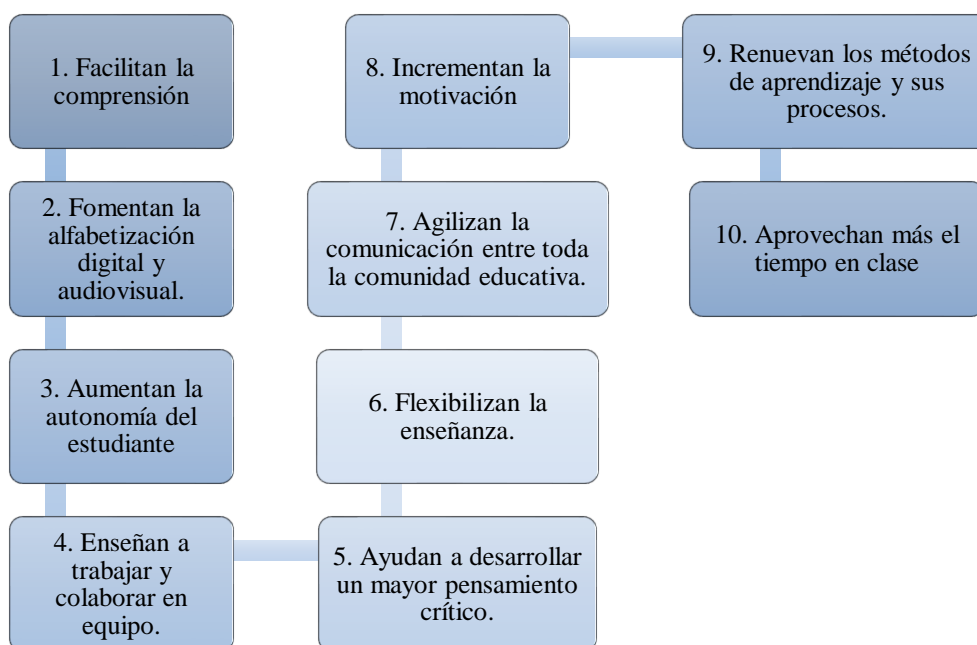 1. Facilitan la
comprensión
2. Fomentan la
alfabetización
digital y
audiovisual.
3. Aumentan la
autonomía del
estudiante
4. Enseñan a
trabajar y
colaborar en
equipo.
5. Ayudan a desarrollar
un mayor pensamiento
crítico.
6. Flexibilizan la
enseñanza.
7. Agilizan la
comunicación entre toda
la comunidad educativa.
8. Incrementan la
motivación
9. Renuevan los métodos
de aprendizaje y sus
procesos.
10. Aprovechan más el
tiempo en clase